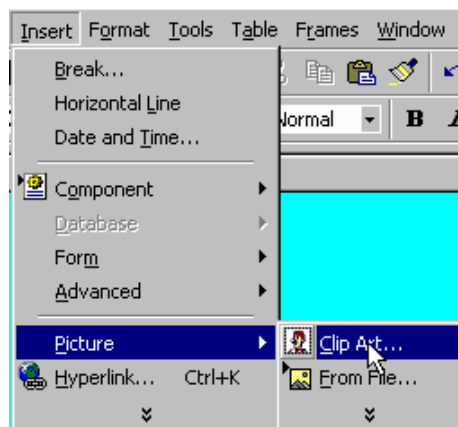 Insert Format Tools Table Frames Window
Break...
Horizontal Line
Normal B
Date and Time...
Component
Database
Form
Advanced
Picture Clip Art...
Hyperlink... Ctrl+K From File...